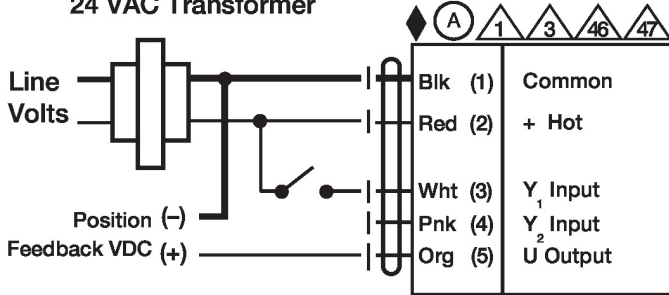 24 VAC Transformer
A 1 3 46 47
Line
Volts
Blk (1) Common
Red (2) + Hot
Wht (3) Y1 Input
Position (–)
Pnk (4) Y2 Input
Feedback VDC (+)
Org (5) U Output